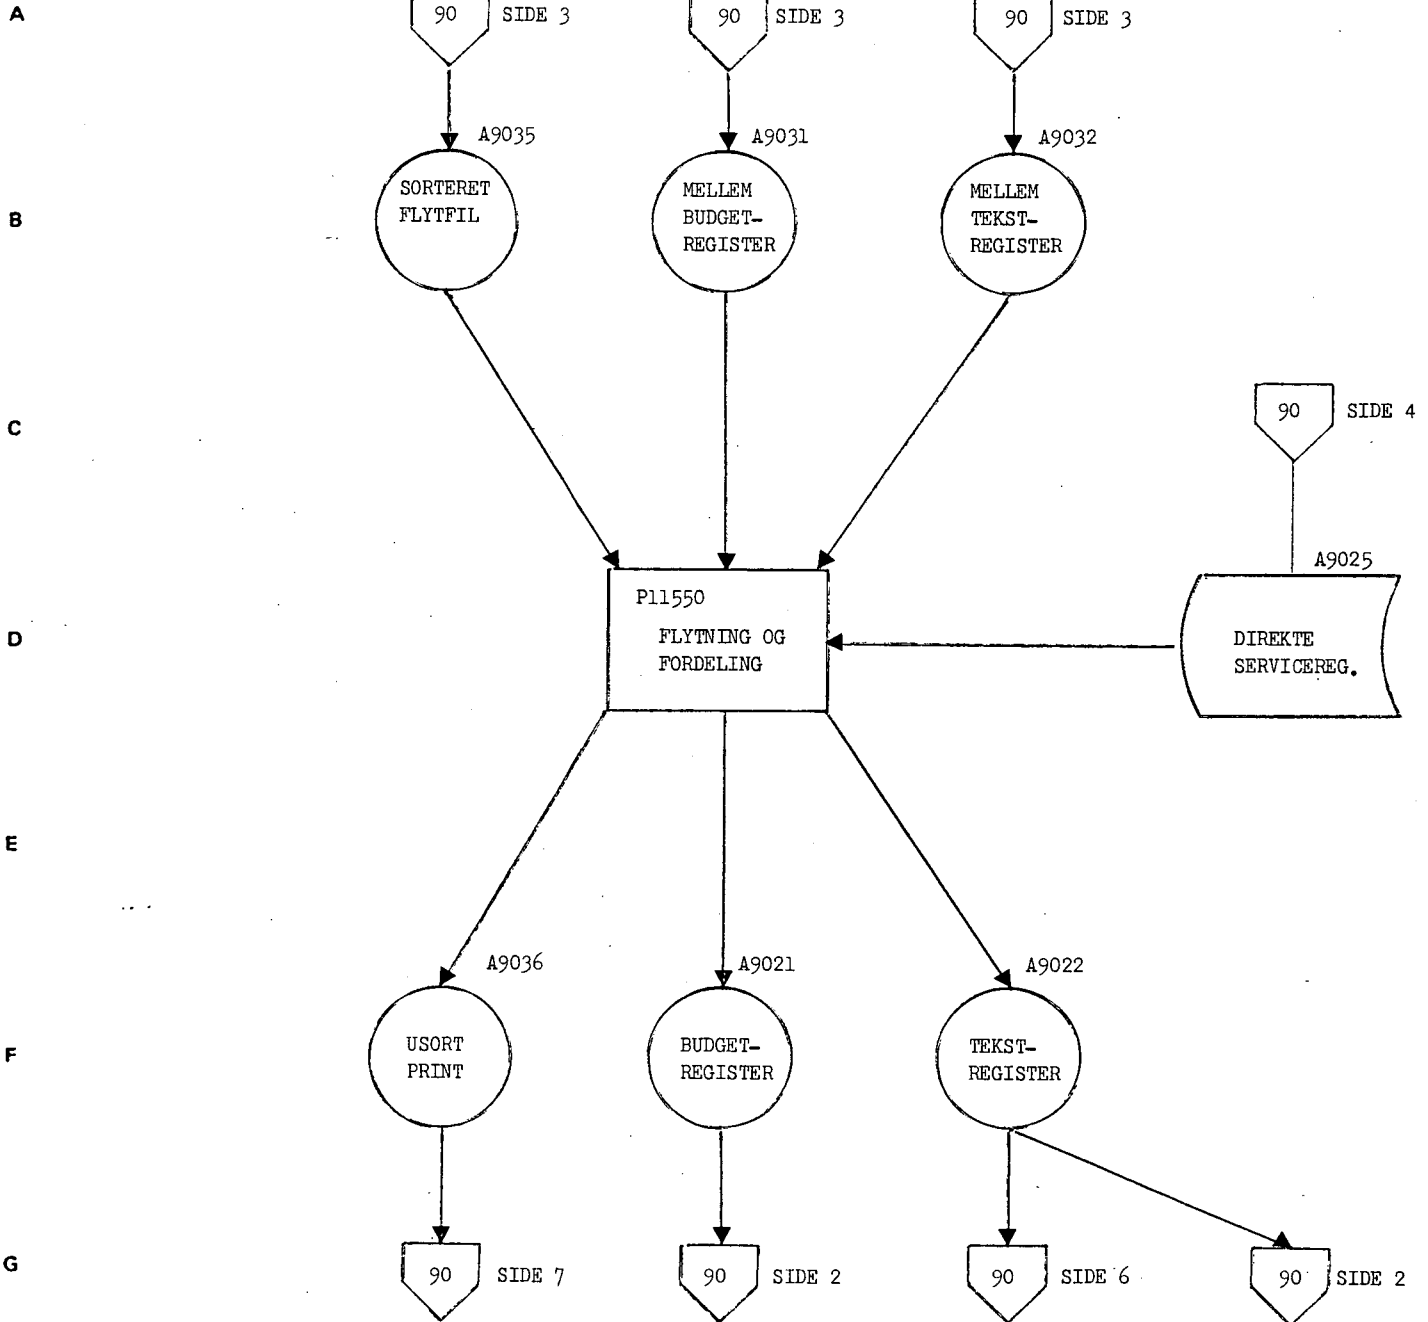 A
90 SIDE 3
90 SIDE 3
90 SIDE 3
A9035
A9031
A9032
B
SORTERET
FLYTFIL
MELLEM
BUDGET-
REGISTER
MELLEM
TEKST-
REGISTER
C
90 SIDE 4
A9025
D
P11550
FLYTNING OG
FORDELING
DIREKTE
SERVICEREG.
E
A9036
A9021
A9022
F
USORT
PRINT
BUDGET-
REGISTER
TEKST-
REGISTER
G
90 SIDE 7
90 SIDE 2
90 SIDE 6
90 SIDE 2